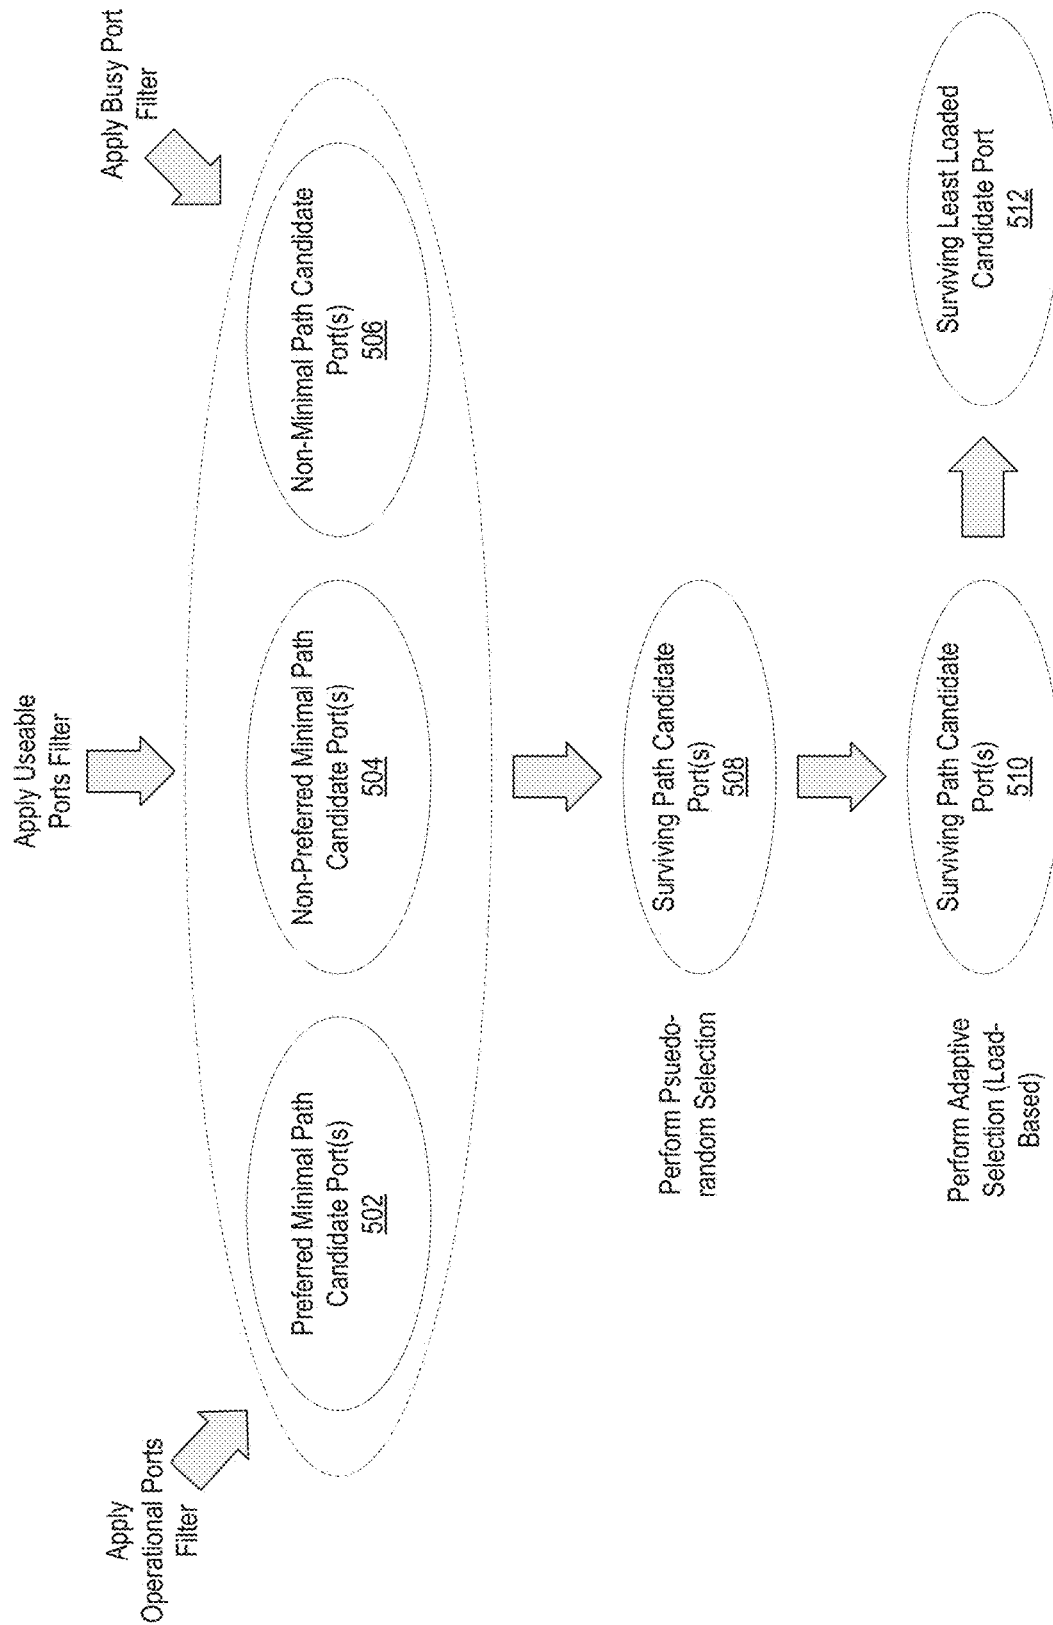 Apply
Operational Ports
Filter
Apply Useable
Ports Filter
Apply Busy Port
Filter
Preferred Minimal Path
Candidate Port(s)
502
Non-Preferred Minimal Path
Candidate Port(s)
504
Non-Minimal Path Candidate
Port(s)
506
Perform Psuedo-
random Selection
Surviving Path Candidate
Port(s)
508
Perform Adaptive
Selection (Load-
Based)
Surviving Path Candidate
Port(s)
510
Surviving Least Loaded
Candidate Port
512